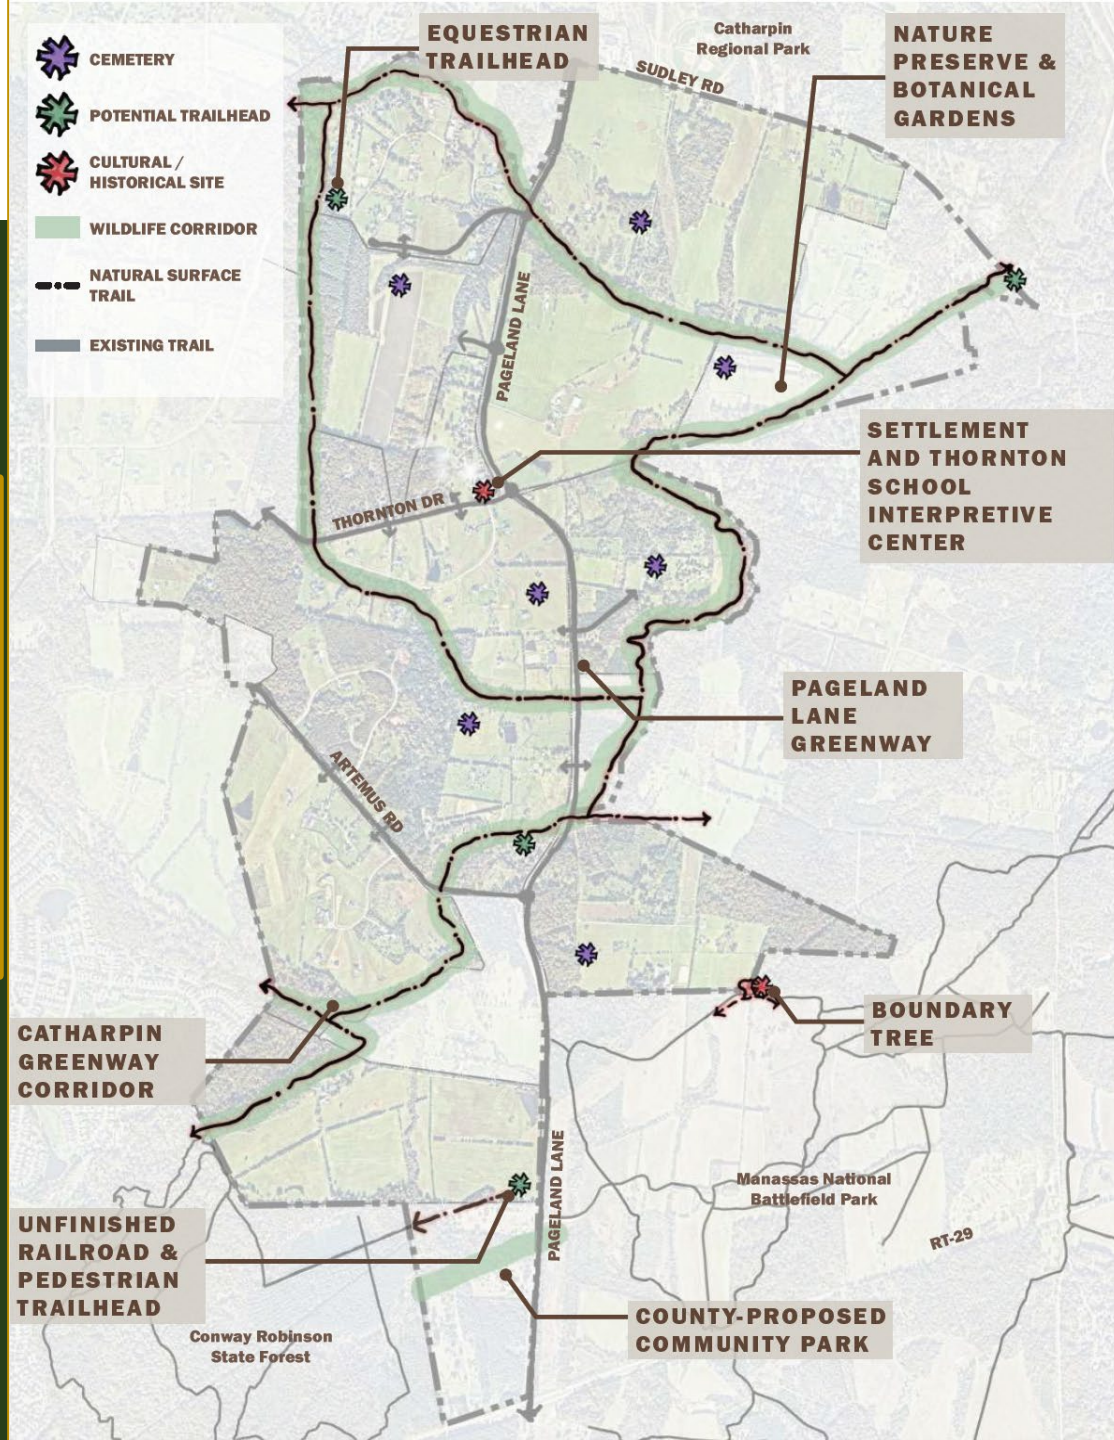 CEMETERY
POTENTIAL TRAILHEAD
CULTURAL /
HISTORICAL SITE
WILDLIFE CORRIDOR
NATURAL SURFACE
TRAIL
EXISTING TRAIL
EQUESTRIAN
TRAILHEAD
Catharpin
Regional Park
SUDLEY RD
NATURE
PRESERVE &
BOTANICAL
GARDENS
PAGELAND LANE
SETTLEMENT
AND THORNTON
SCHOOL
INTERPRETIVE
CENTER
THORNTON DR
PAGELAND
LANE
GREENWAY
ARTEMUS RD
BOUNDARY
TREE
CATHARPIN
GREENWAY
CORRIDOR
PAGELAND LANE
Manassas National
Battlefield Park
RT-29
UNFINISHED
RAILROAD &
PEDESTRIAN
TRAILHEAD
COUNTY-PROPOSED
COMMUNITY PARK
Conway Robinson
State Forest